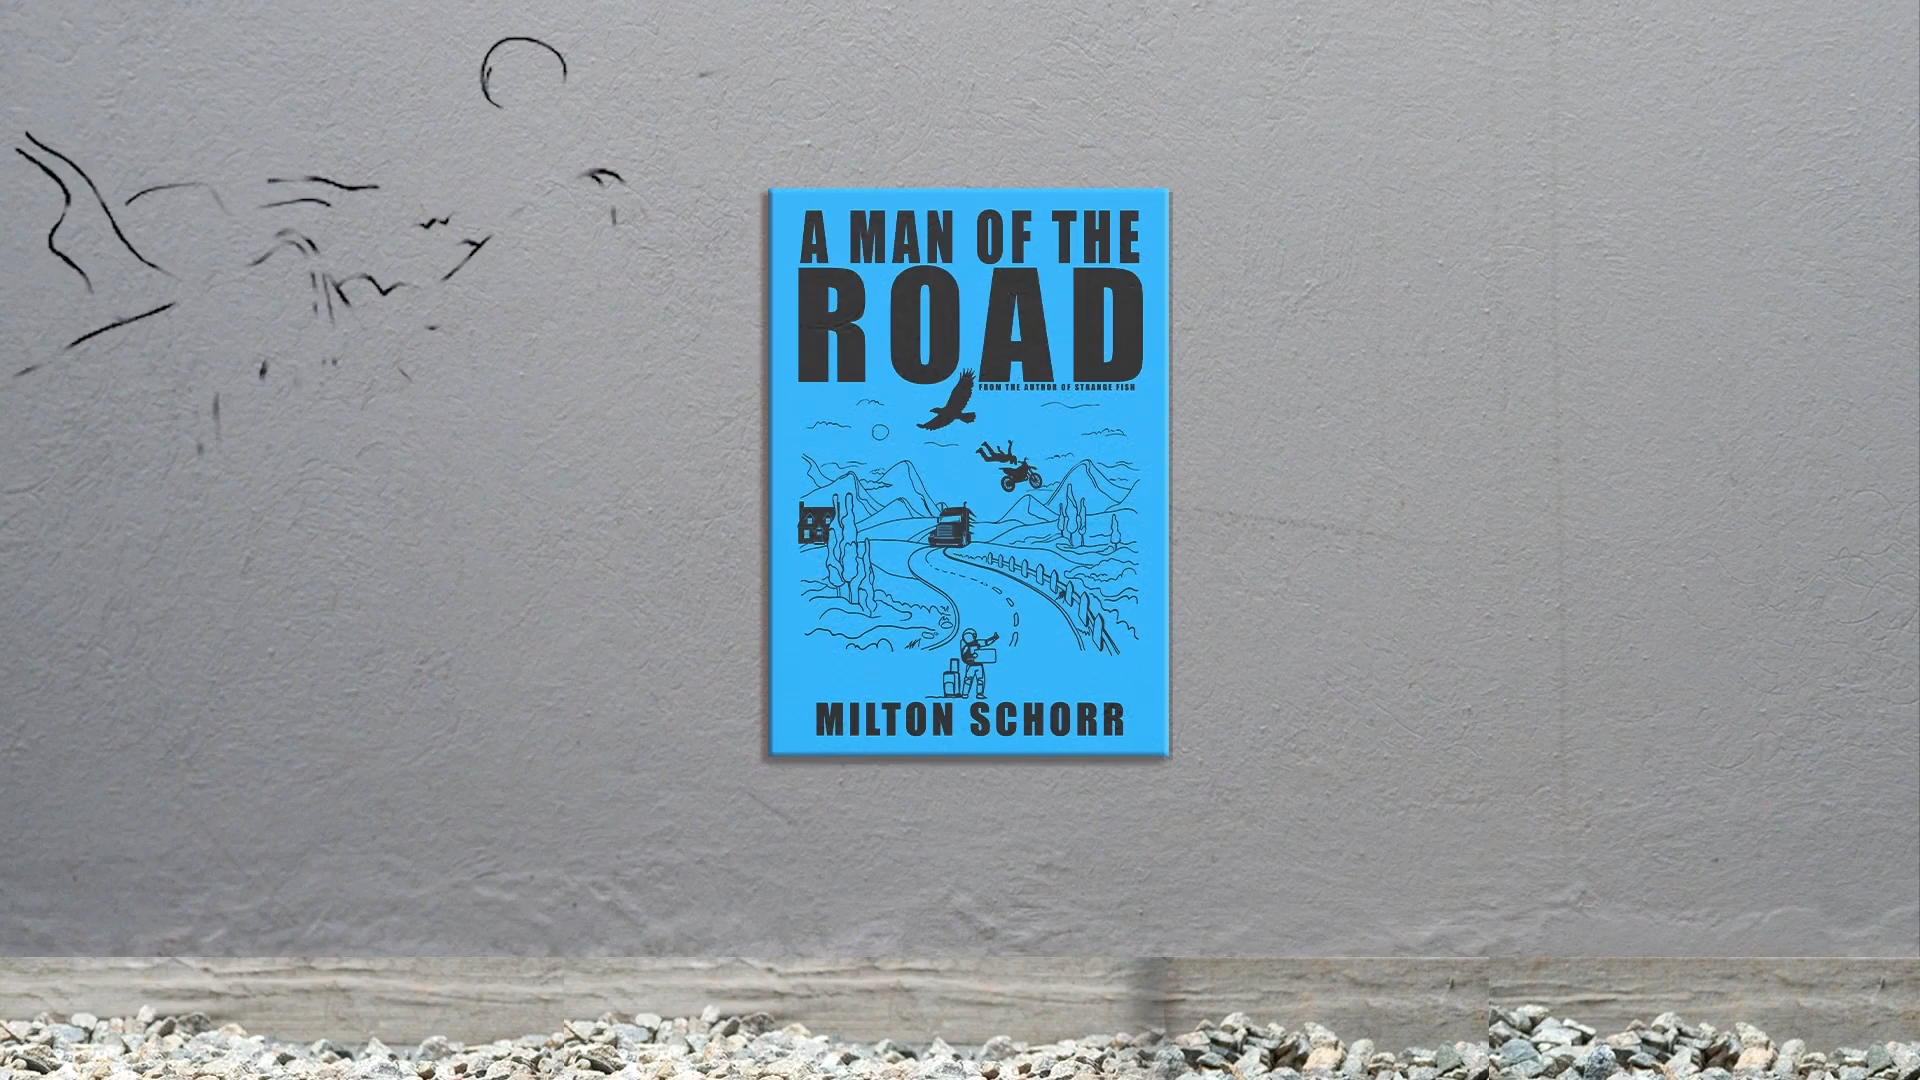 A MAN OF THE
ROAD
FROM THE AUTHOR OF STRANGE FISH
MILTON SCHORR